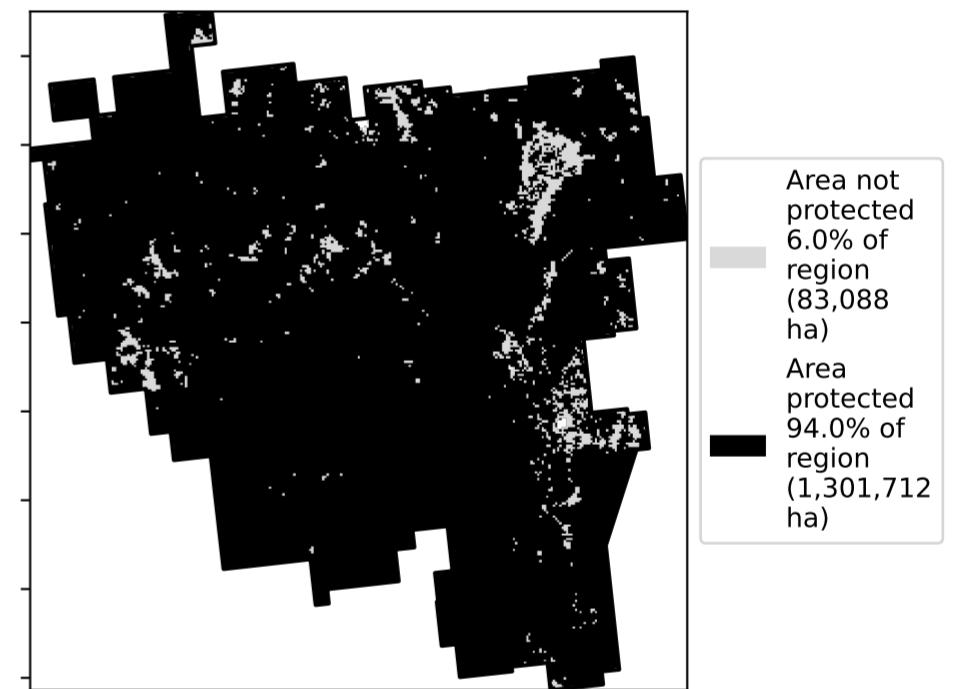 Area not
protected
6.0% of
region
(83,088
ha)
Area
protected
94.0% of
region
(1,301,712
ha)